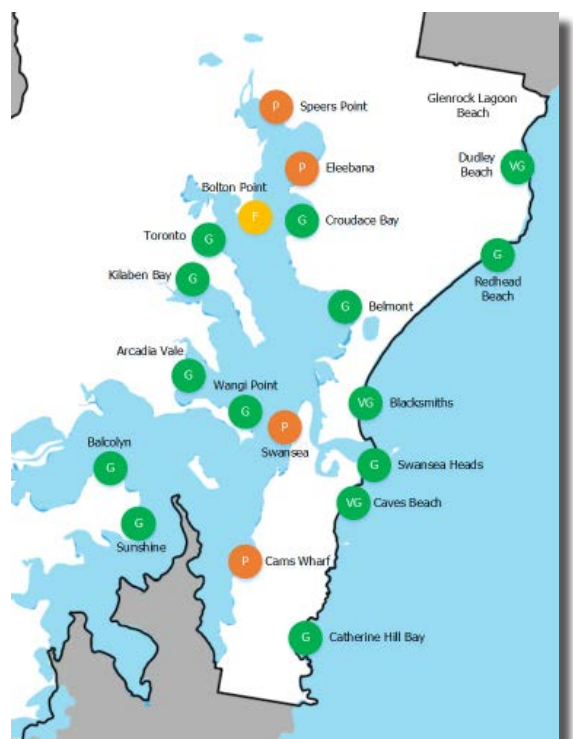 P
Speers Point
Glenrock Lagoon
Beach
P
Eleebana
Dudley
Beach
VG
Bolton Point
F
G
Croudace Bay
Toronto
G
G
Redhead
Beach
Kilaben Bay
G
G
Belmont
Arcadia Vale
G
Wangi Point
G
VG
Blacksmiths
P
Swansea
Balcolyn
G
G
Swansea Heads
VG
Caves Beach
G
Sunshine
P
Cams Wharf
G
Catherine Hill Bay